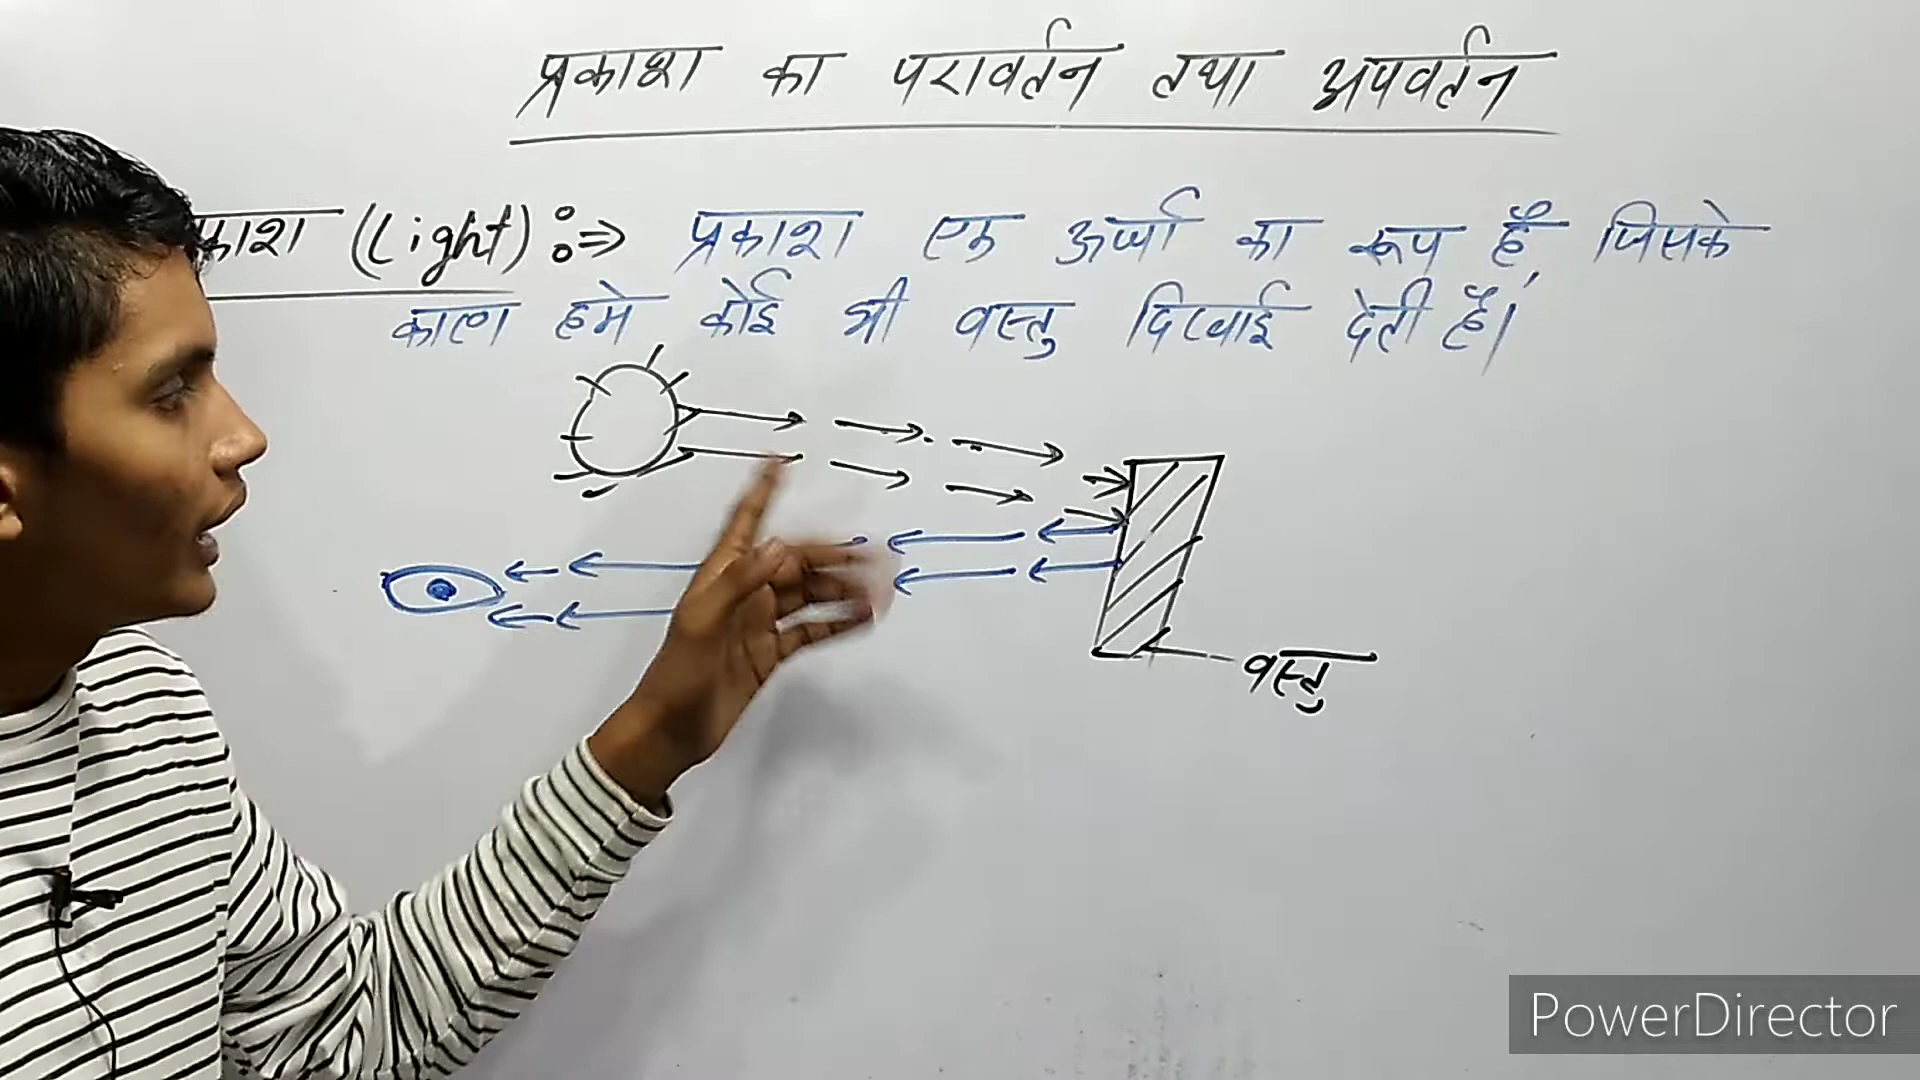 प्रकाश का परावर्तन तथा अपवर्तन
काश (Light) :⇒ प्रकाश एक ऊर्जा का रूप है, जिसके
कारण हमे कोई भी वस्तु दिखाई देती है।
वस्तु
PowerDirector